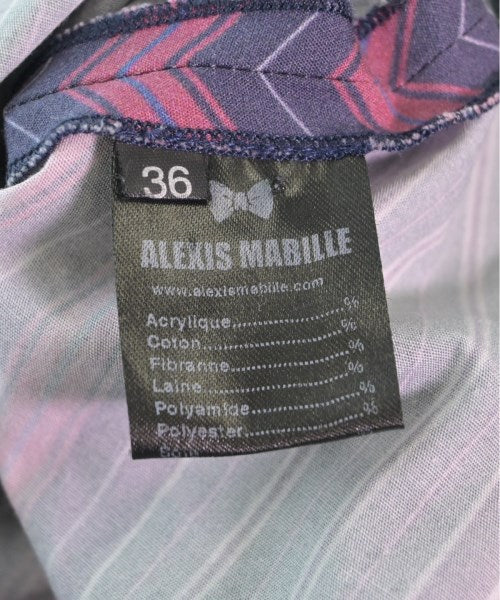 36
ALEXIS MABILLE
www.alexismabille.com
Acrylique..................%
Coton......................%
Fibranne...................%
Laine......................%
Polyamide..................%
Polyester..................%